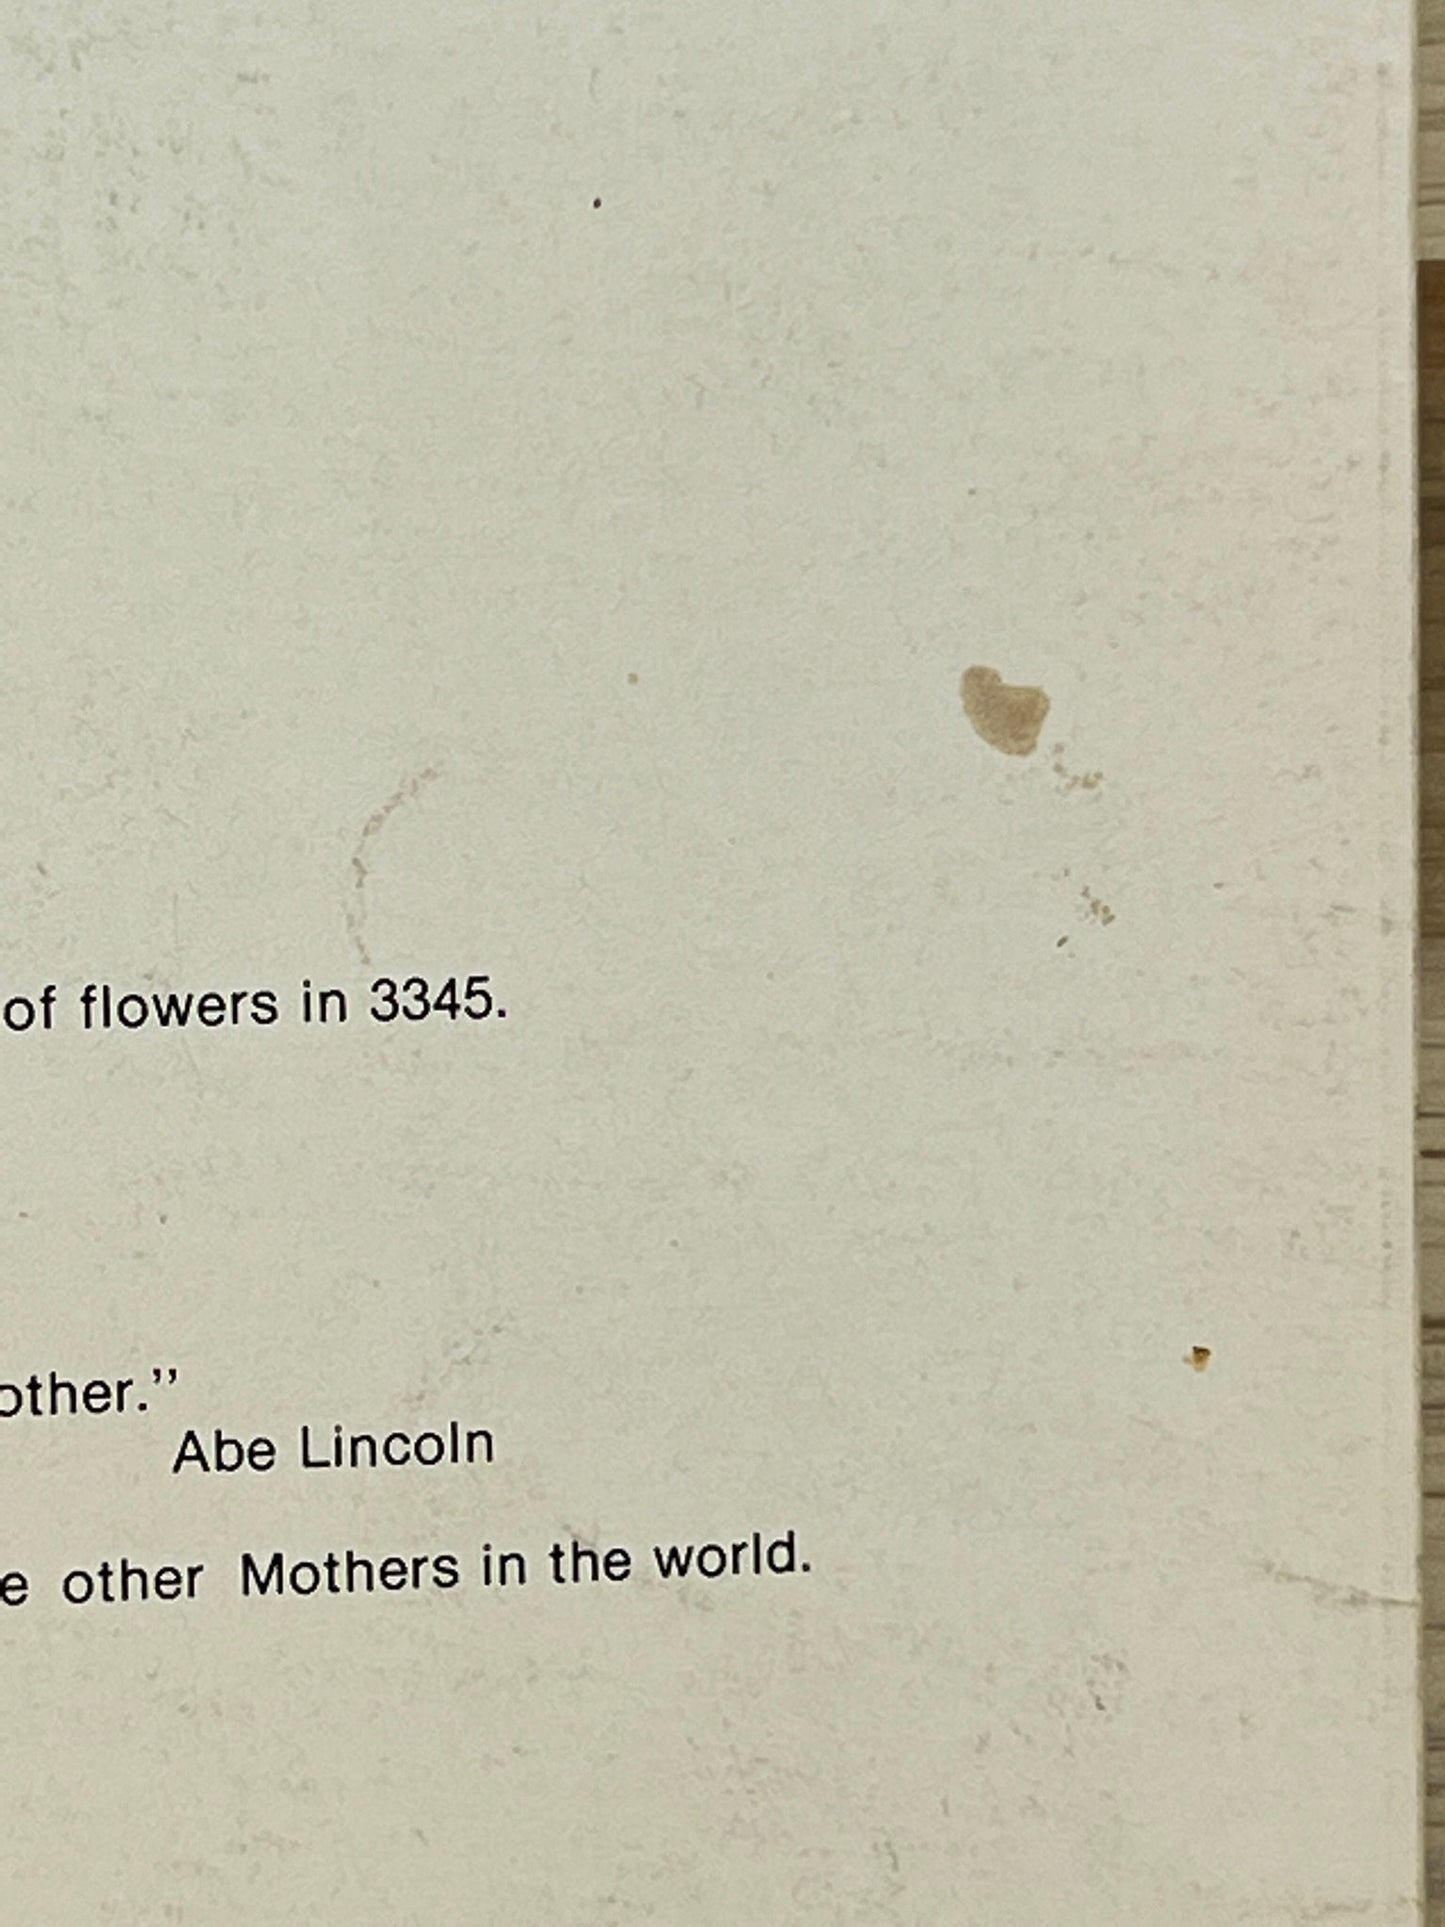 of flowers in 3345.
other."
Abe Lincoln
e other Mothers in the world.